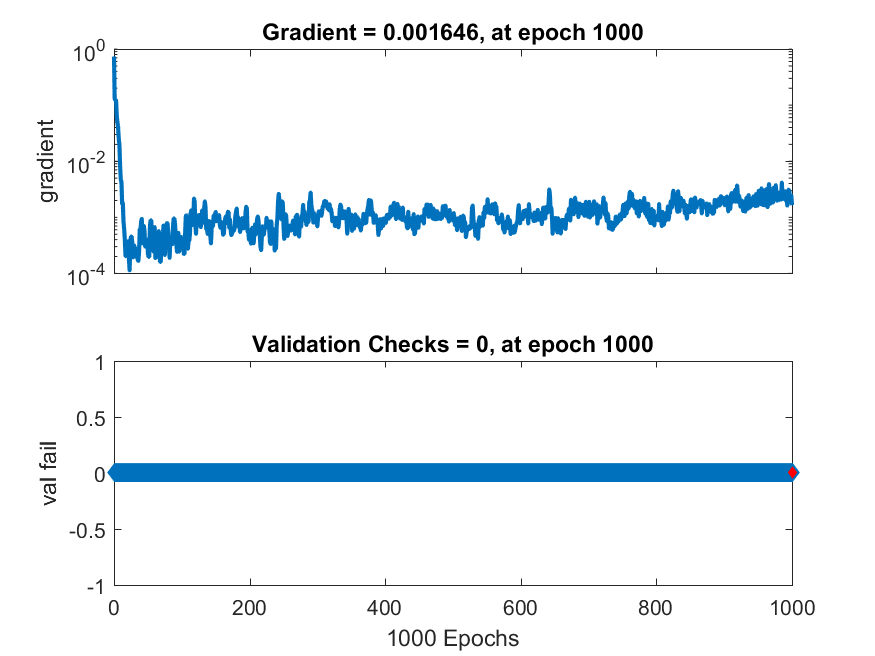 Gradient = 0.001646, at epoch 1000
10^0
10^-2
10^-4
gradient
Validation Checks = 0, at epoch 1000
1
0.5
0
-0.5
-1
val fail
0 200 400 600 800 1000
1000 Epochs